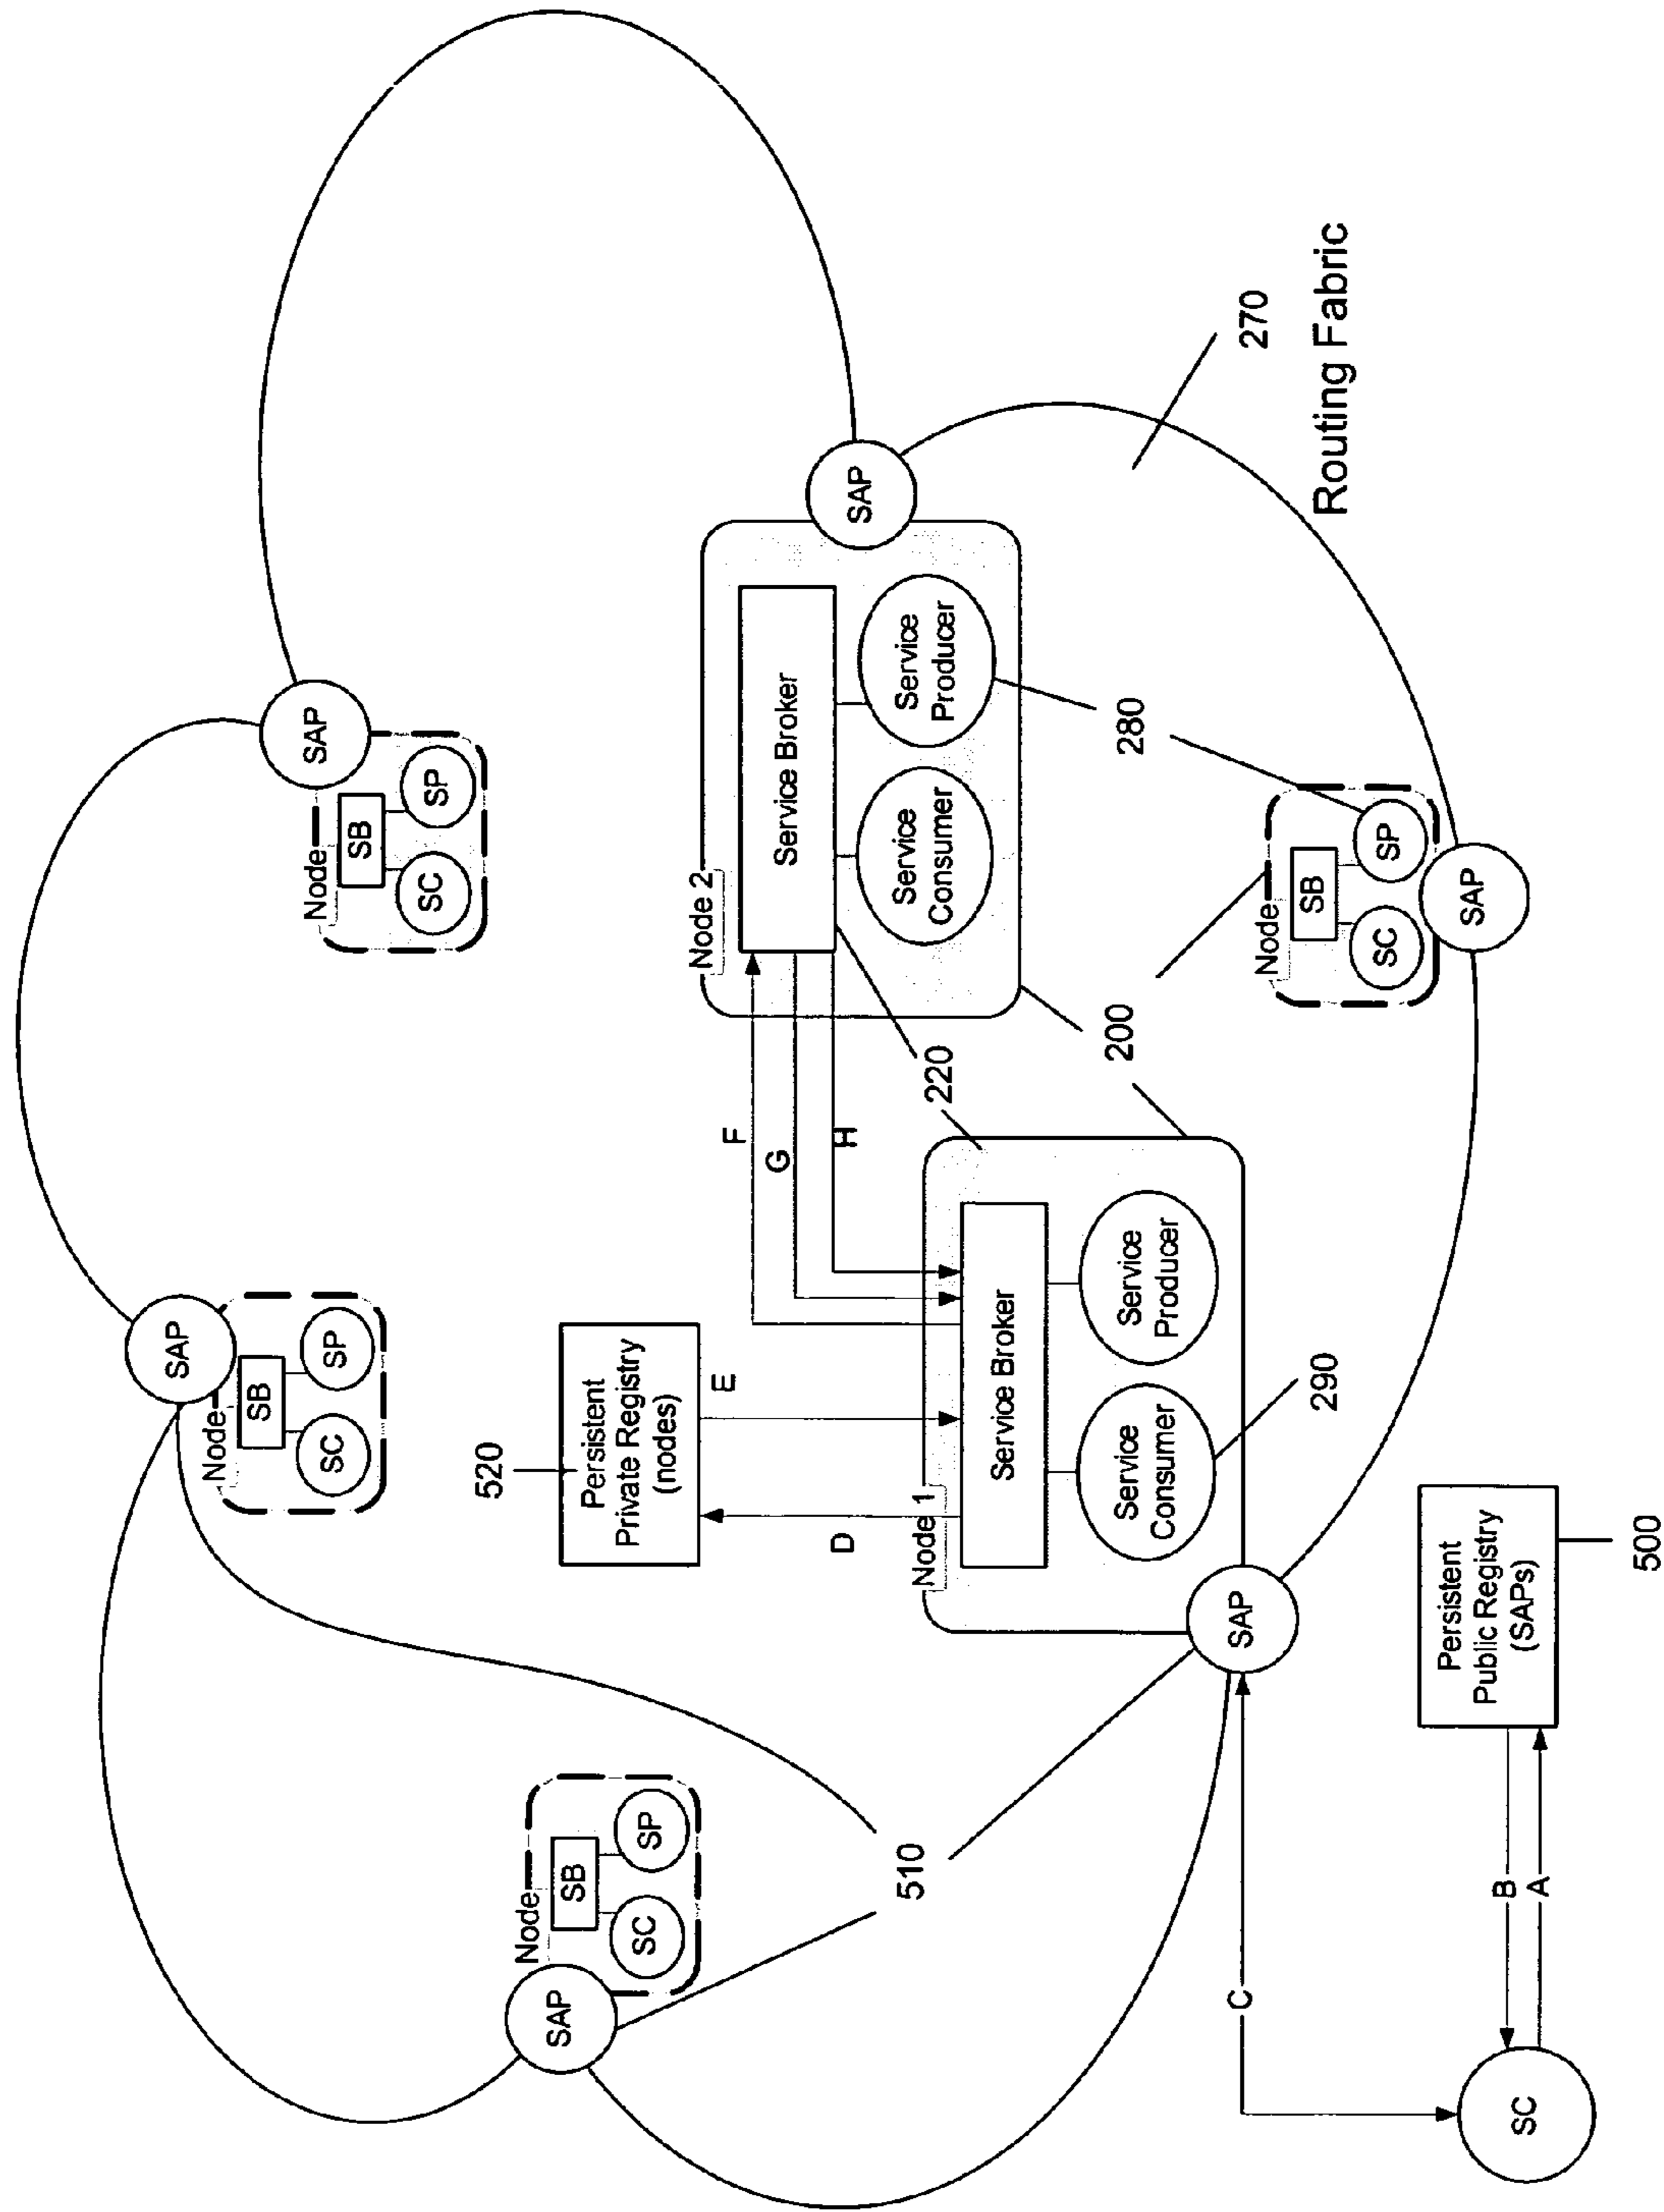 SAP
Node
SB
SC
SP
SAP
Node
SB
SC
SP
Node
SAP
SB
SC
SP
520
Persistent
Private Registry
(nodes)
D
E
F
G
H
Node 2
Service Broker
Service
Consumer
Service
Producer
SAP
510
Node 1
Service Broker
Service
Consumer
Service
Producer
SAP
220
200
280
290
270
Routing Fabric
C
Node
SB
SC
SP
SAP
Persistent
Public Registry
(SAPs)
B
A
SC
500